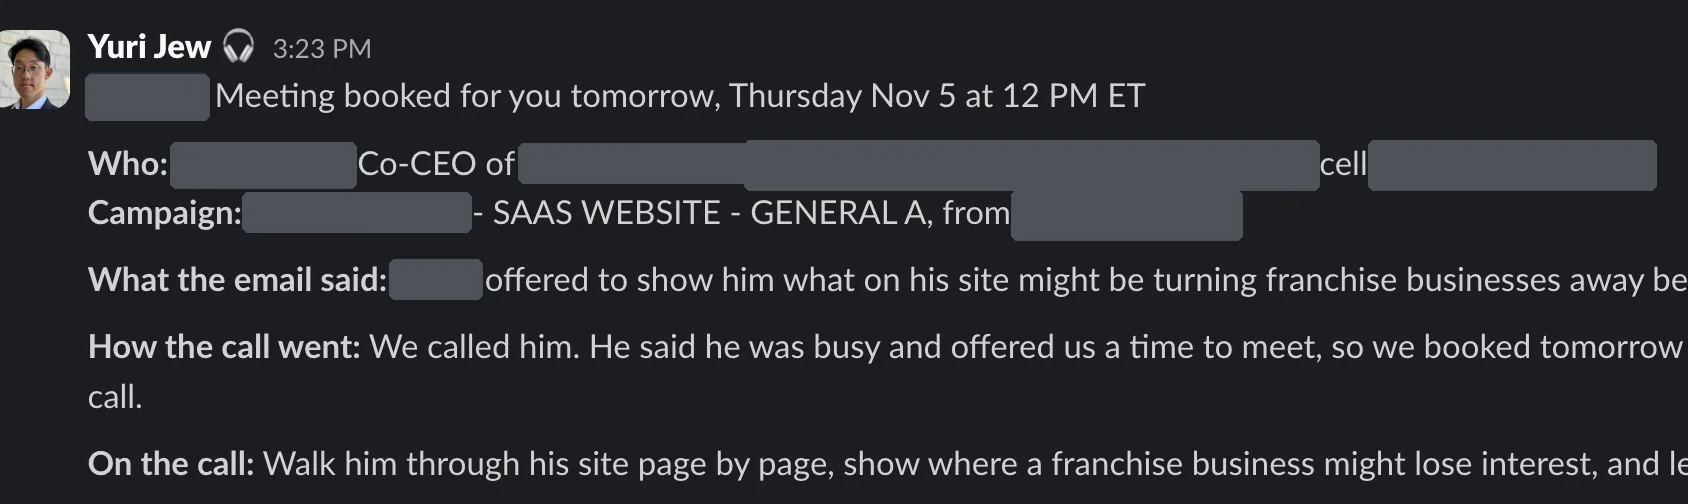 Yuri Jew 3:23 PM
Meeting booked for you tomorrow, Thursday Nov 5 at 12 PM ET
Who: Co-CEO of cell
Campaign: - SAAS WEBSITE - GENERAL A, from
What the email said: offered to show him what on his site might be turning franchise businesses away be
How the call went: We called him. He said he was busy and offered us a time to meet, so we booked tomorrow
call.
On the call: Walk him through his site page by page, show where a franchise business might lose interest, and le